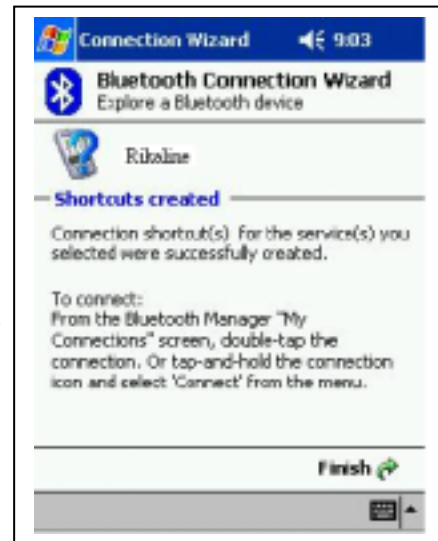 Connection Wizard 9:03
Bluetooth Connection Wizard
Explore a Bluetooth device
Rikaline
Shortcuts created
Connection shortcut(s) for the service(s) you
selected were successfully created.
To connect:
From the Bluetooth Manager "My
Connections" screen, double-tap the
connection. Or tap-and-hold the connection
icon and select 'Connect' from the menu.
Finish